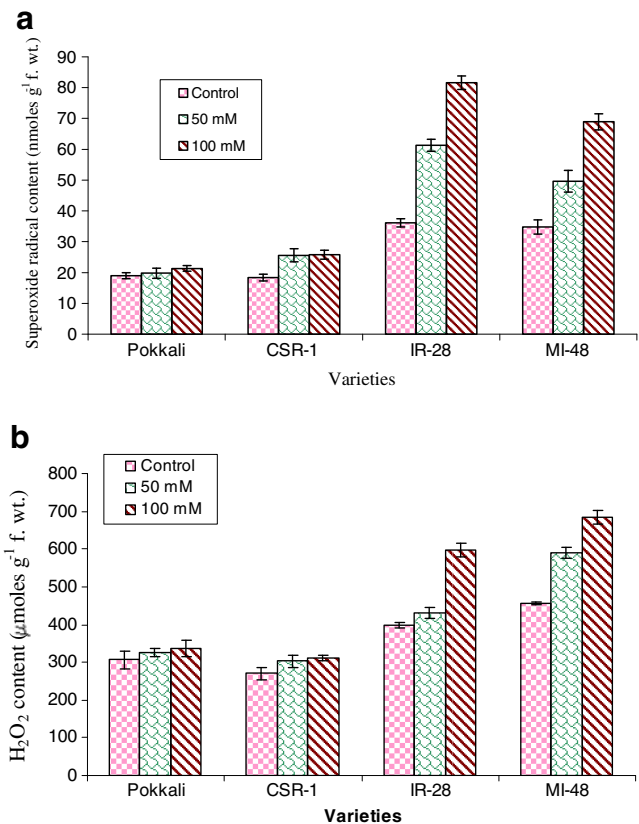 a
Superoxide radical content (nmoles g¹ f. wt.)
90
80
70
60
50
40
30
20
10
0
Control
50 mM
100 mM
Pokkali CSR-1 IR-28 MI-48
Varieties
b
H₂O₂ content (μmoles g⁻¹ f. wt.)
800
700
600
500
400
300
200
100
0
Control
50 mM
100 mM
Pokkali CSR-1 IR-28 MI-48
Varieties